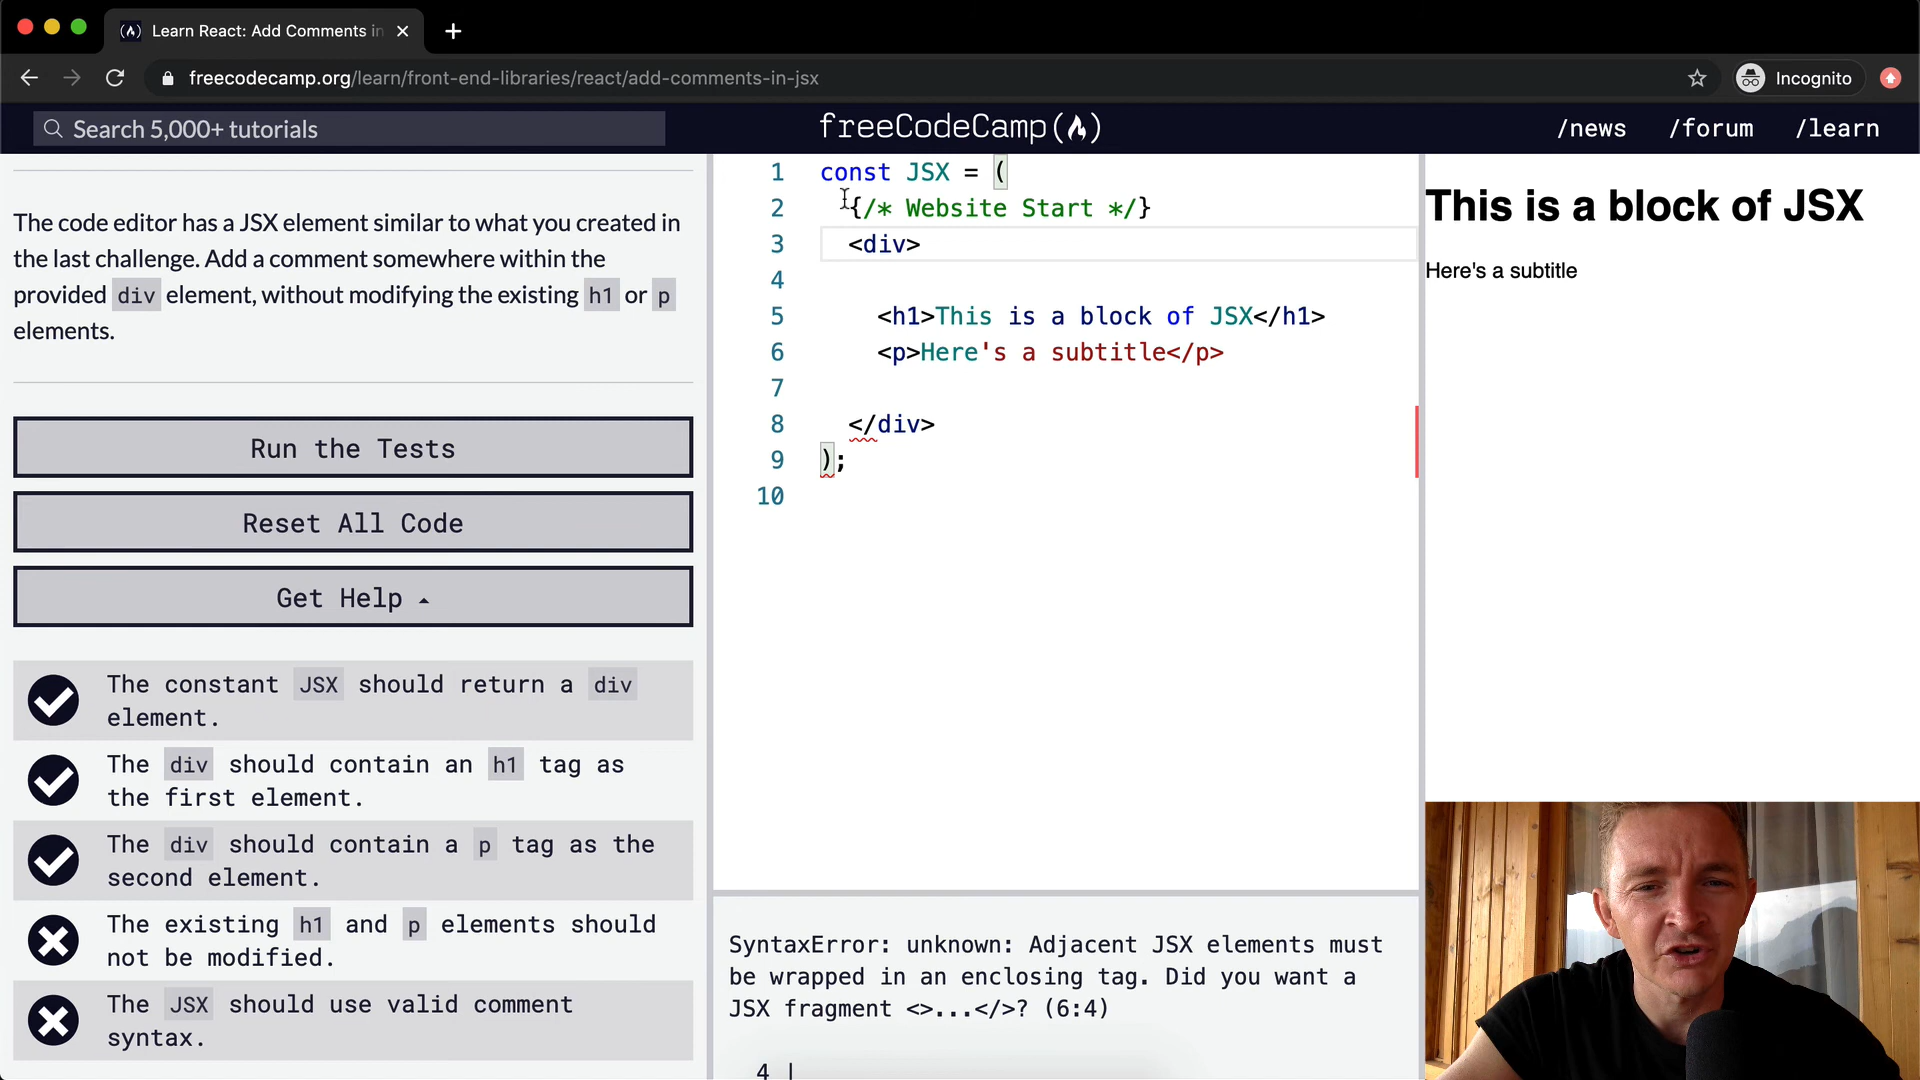 Learn React: Add Comments in
freecodecamp.org/learn/front-end-libraries/react/add-comments-in-jsx
Incognito
Search 5,000+ tutorials
freeCodeCamp
/news /forum /learn
The code editor has a JSX element similar to what you created in
the last challenge. Add a comment somewhere within the
provided div element, without modifying the existing h1 or p
elements.
Run the Tests
Reset All Code
Get Help
The constant JSX should return a div
element.
The div should contain an h1 tag as
the first element.
The div should contain a p tag as the
second element.
The existing h1 and p elements should
not be modified.
The JSX should use valid comment
syntax.
1 const JSX = (
2 {/* Website Start */}
3 <div>
4
5 <h1>This is a block of JSX</h1>
6 <p>Here's a subtitle</p>
7
8 </div>
9 );
10
SyntaxError: unknown: Adjacent JSX elements must
be wrapped in an enclosing tag. Did you want a
JSX fragment <>...</>? (6:4)
4 |
This is a block of JSX
Here's a subtitle